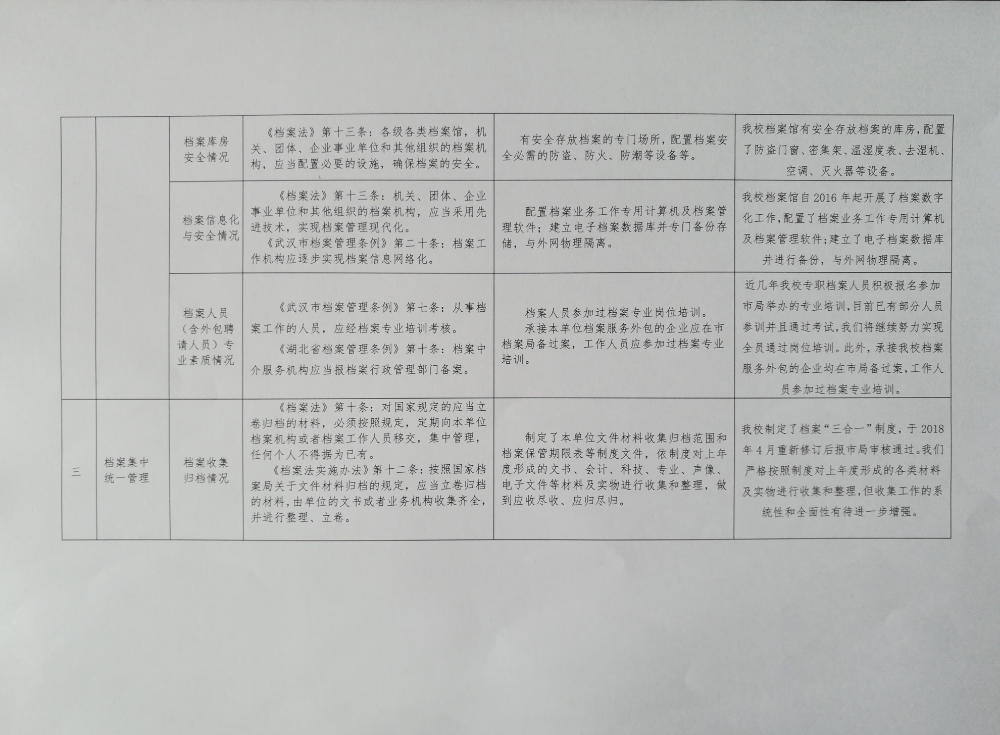 档案库房
安全情况
《档案法》第十三条：各级各类档案馆，机
关、团体、企业事业单位和其他组织的档案机
构，应当配置必要的设施，确保档案的安全。
有安全存放档案的专门场所，配置档案安
全必需的防盗、防火、防潮等设备等。
我校档案馆有安全存放档案的库房，配置
了防盗门窗、密集架、温湿度表、去湿机、
空调、灭火器等设备。
档案信息化
与安全情况
《档案法》第十三条：机关、团体、企业
事业单位和其他组织的档案机构，应当采用先
进技术，实现档案管理现代化。
《武汉市档案管理条例》第二十条：档案工
作机构应逐步实现档案信息网络化。
配置档案业务工作专用计算机及档案管
理软件；建立电子档案数据库并专门备份存
储，与外网物理隔离。
我校档案馆自2016年起开展了档案数字
化工作，配置了档案业务工作专用计算机
及档案管理软件；建立了电子档案数据库
并进行备份，与外网物理隔离。
档案人员
（含外包聘
请人员）专
业素质情况
《武汉市档案管理条例》第七条：从事档
案工作的人员，应经档案专业培训考核。
《湖北省档案管理条例》第十条：档案中
介服务机构应当报档案行政管理部门备案。
档案人员参加过档案专业岗位培训。
承接本单位档案服务外包的企业应在市
档案局备过案，工作人员应参加过档案专业
培训。
近几年我校专职档案人员积极报名参加
市局举办的专业培训，目前已有部分人员
参训并且通过考试，我们将继续努力实现
全员通过岗位培训。此外，承接我校档案
服务外包的企业均在市局备过案，工作人
员参加过档案专业培训。
三
档案集中
统一管理
档案收集
归档情况
《档案法》第十条：对国家规定的应当立
卷归档的材料，必须按照规定，定期向本单位
档案机构或者档案工作人员移交，集中管理，
任何个人不得据为已有。
《档案法实施办法》第十二条：按照国家档
案局关于文件材料归档的规定，应当立卷归档
的材料，由单位的文书或者业务机构收集齐全，
并进行整理、立卷。
制定了本单位文件材料收集归档范围和
档案保管期限表等制度文件，依制度对上年
度形成的文书、会计、科技、专业、声像、
电子文件等材料及实物进行收集和整理，做
到应收尽收、应归尽归。
我校制定了档案“三合一”制度，于2018
年4月重新修订后报市局审核通过。我们
严格按照制度对上年度形成的各类材料
及实物进行收集和整理，但收集工作的系
统性和全面性有待进一步增强。